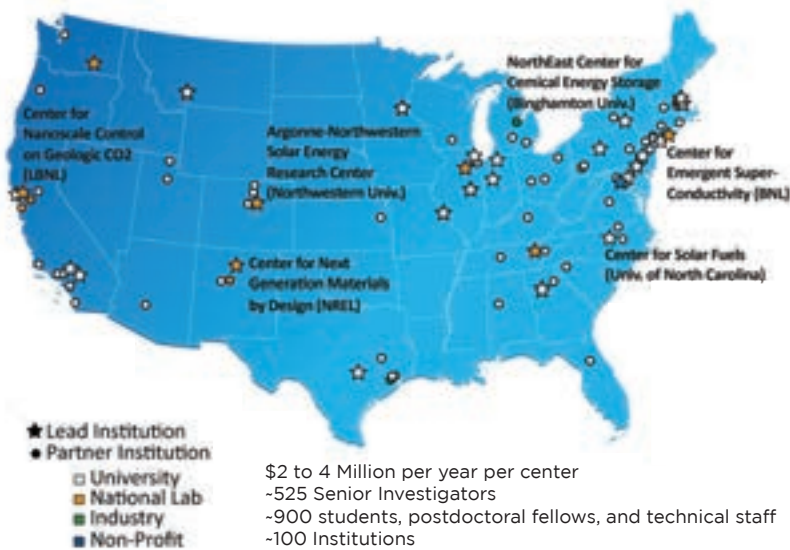 NorthEast Center for
Cemical Energy Storage
(Binghamton Univ.)
Center for
Nanoscale Control
on Geologic CO2
(LBNL)
Argonne-Northwestern
Solar Energy
Research Center
(Northwestern Univ.)
Center for
Emergent Super-
Conductivity (BNL)
Center for Solar Fuels
(Univ. of North Carolina)
Center for Next
Generation Materials
by Design (NREL)
Lead Institution
Partner Institution
University
National Lab
Industry
Non-Profit
$2 to 4 Million per year per center
~525 Senior Investigators
~900 students, postdoctoral fellows, and technical staff
~100 Institutions